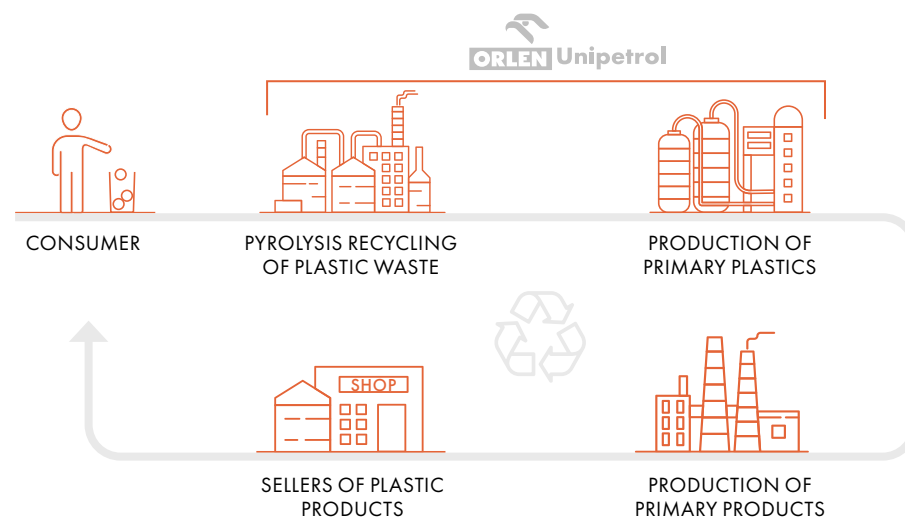 ORLEN Unipetrol
CONSUMER
PYROLYSIS RECYCLING
OF PLASTIC WASTE
PRODUCTION OF
PRIMARY PLASTICS
SHOP
SELLERS OF PLASTIC
PRODUCTS
PRODUCTION OF
PRIMARY PRODUCTS